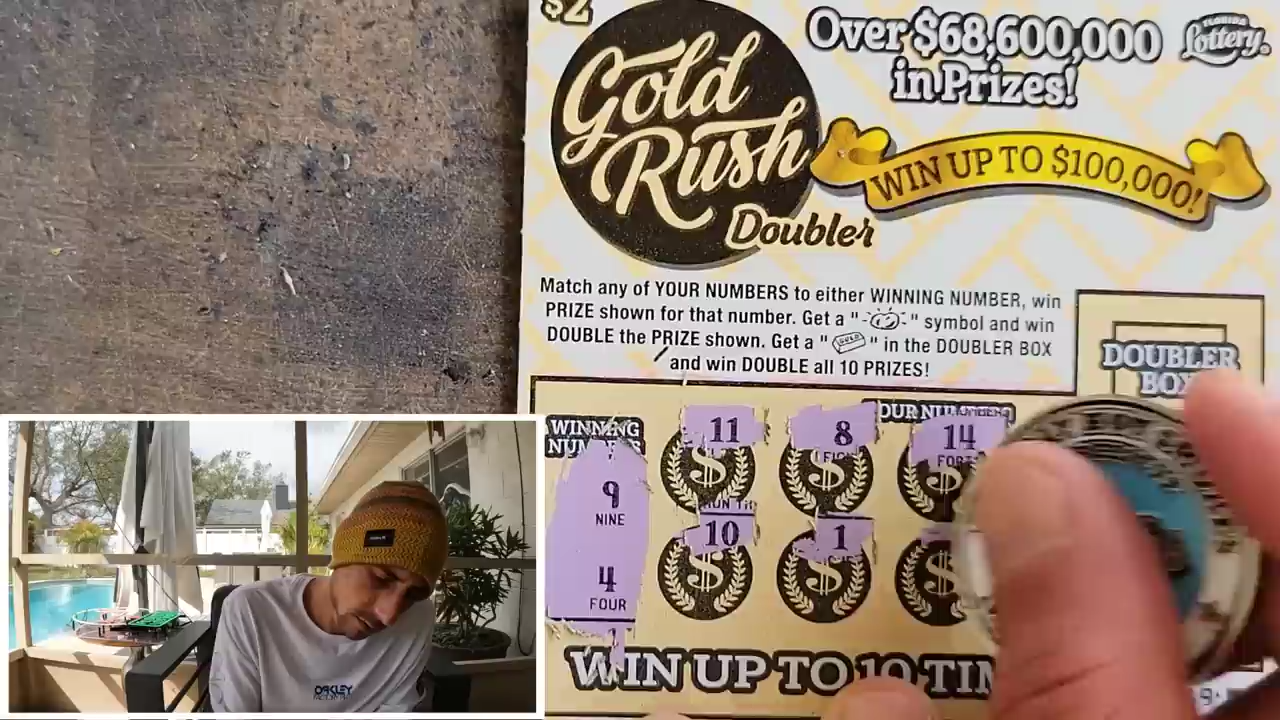 $2
Gold
Rush
Doubler
Over $68,600,000
in Prizes!
FLORIDA
Lottery
WIN UP TO $100,000!
Match any of YOUR NUMBERS to either WINNING NUMBER, win
PRIZE shown for that number. Get a " " symbol and win
DOUBLE the PRIZE shown. Get a " GOLD " in the DOUBLER BOX
and win DOUBLE all 10 PRIZES!
DOUBLER
BOX
WINNING
9
NINE
4
FOUR
11
8
14
10
1
WIN UP TO 10
OAKLEY